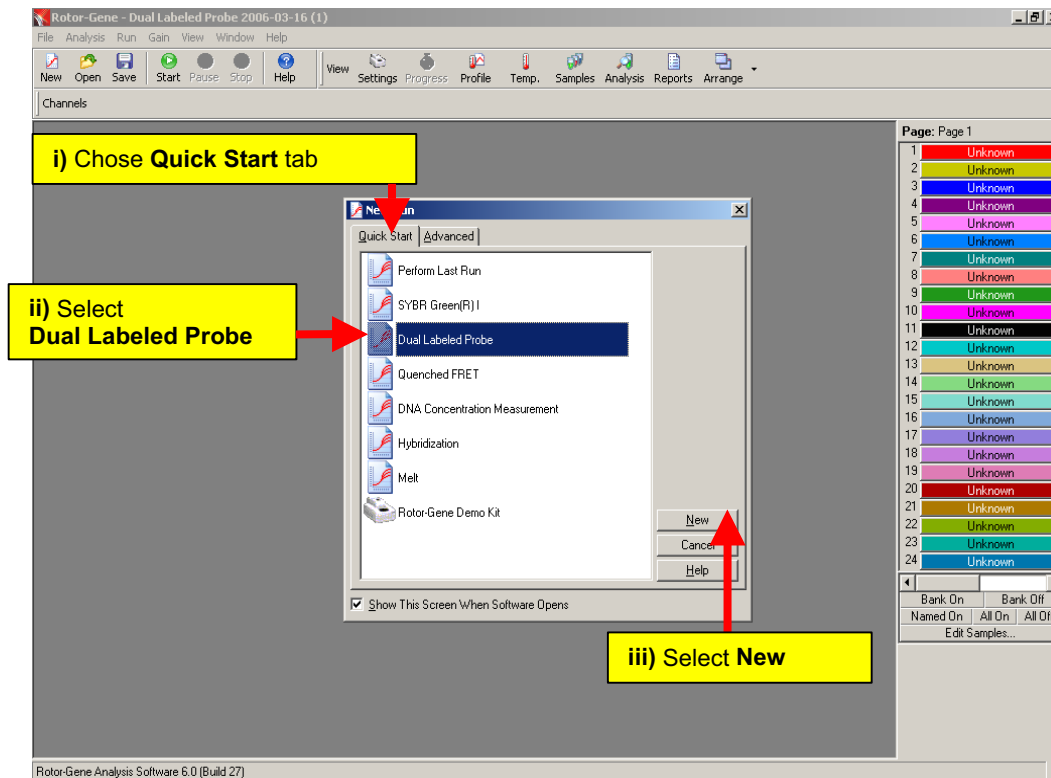 Rotor-Gene - Dual Labeled Probe 2006-03-16 (1)
File Analysis Run Gain View Window Help
New Open Save Start Pause Stop Help View Settings Progress Profile Temp. Samples Analysis Reports Arrange
Channels
Page: Page 1
i) Chose Quick Start tab
Quick Start Advanced
Perform Last Run
SYBR Green(R) I
ii) Select
Dual Labeled Probe
Dual Labeled Probe
Quenched FRET
DNA Concentration Measurement
Hybridization
Melt
Rotor-Gene Demo Kit
New
Cancel
Help
Show This Screen When Software Opens
iii) Select New
1 Unknown
2 Unknown
3 Unknown
4 Unknown
5 Unknown
6 Unknown
7 Unknown
8 Unknown
9 Unknown
10 Unknown
11 Unknown
12 Unknown
13 Unknown
14 Unknown
15 Unknown
16 Unknown
17 Unknown
18 Unknown
19 Unknown
20 Unknown
21 Unknown
22 Unknown
23 Unknown
24 Unknown
Bank On Bank Off
Named On All On All Of
Edit Samples...
Rotor-Gene Analysis Software 6.0 (Build 27)